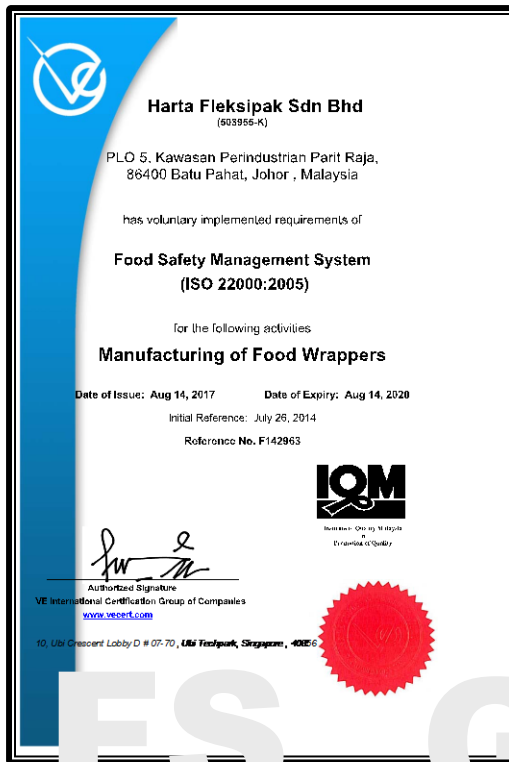 VE
Harta Fleksipak Sdn Bhd
(503955-K)
PLO 5, Kawasan Perindustrian Parit Raja,
86400 Batu Pahat, Johor , Malaysia
has voluntary implemented requirements of
Food Safety Management System
(ISO 22000:2005)
for the following activities
Manufacturing of Food Wrappers
Date of Issue: Aug 14, 2017 Date of Expiry: Aug 14, 2020
Initial Reference: July 26, 2014
Reference No. F142963
IQM
Authorized Signature
VE International Certification Group of Companies
www.vecert.com
10, Ubi Crescent Lobby D # 07-70 , Ubi Techpark, Singapore ,
ES G